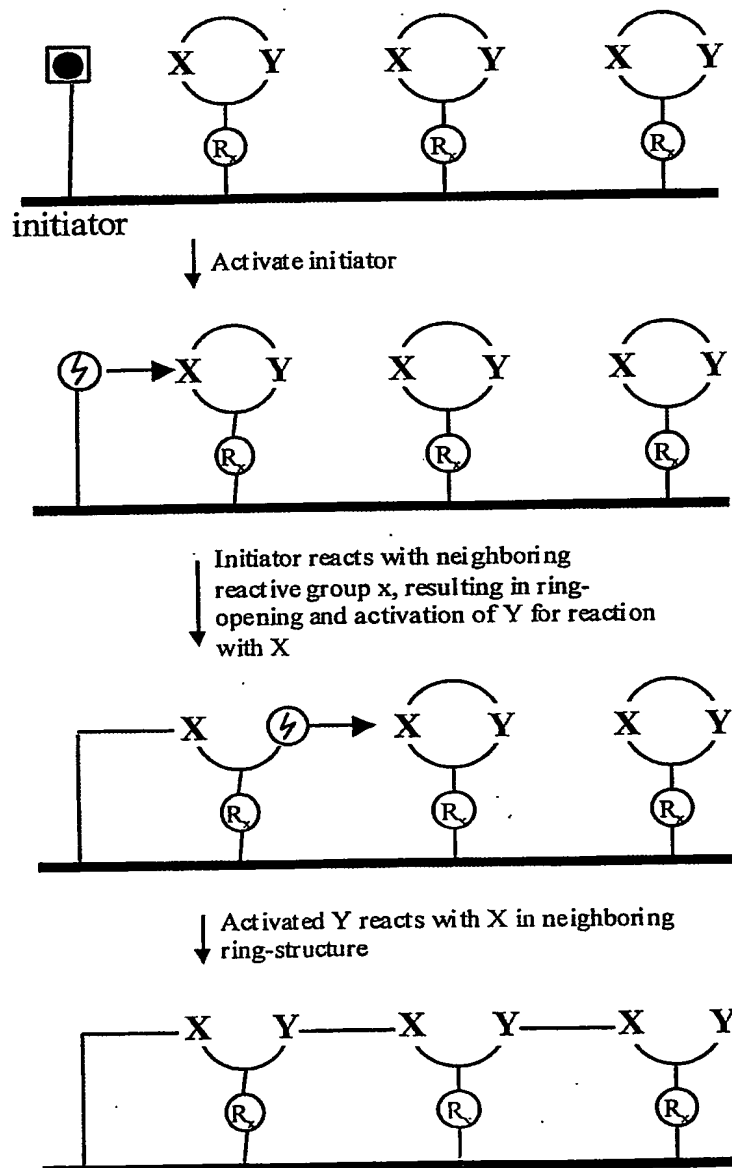 X Y X Y X Y
Rx Rx Rx
initiator
Activate initiator
X Y X Y X Y
Rx Rx Rx
Initiator reacts with neighboring
reactive group x, resulting in ring-
opening and activation of Y for reaction
with X
X X Y X Y
Rx Rx Rx
Activated Y reacts with X in neighboring
ring-structure
X Y X Y X Y
Rx Rx Rx